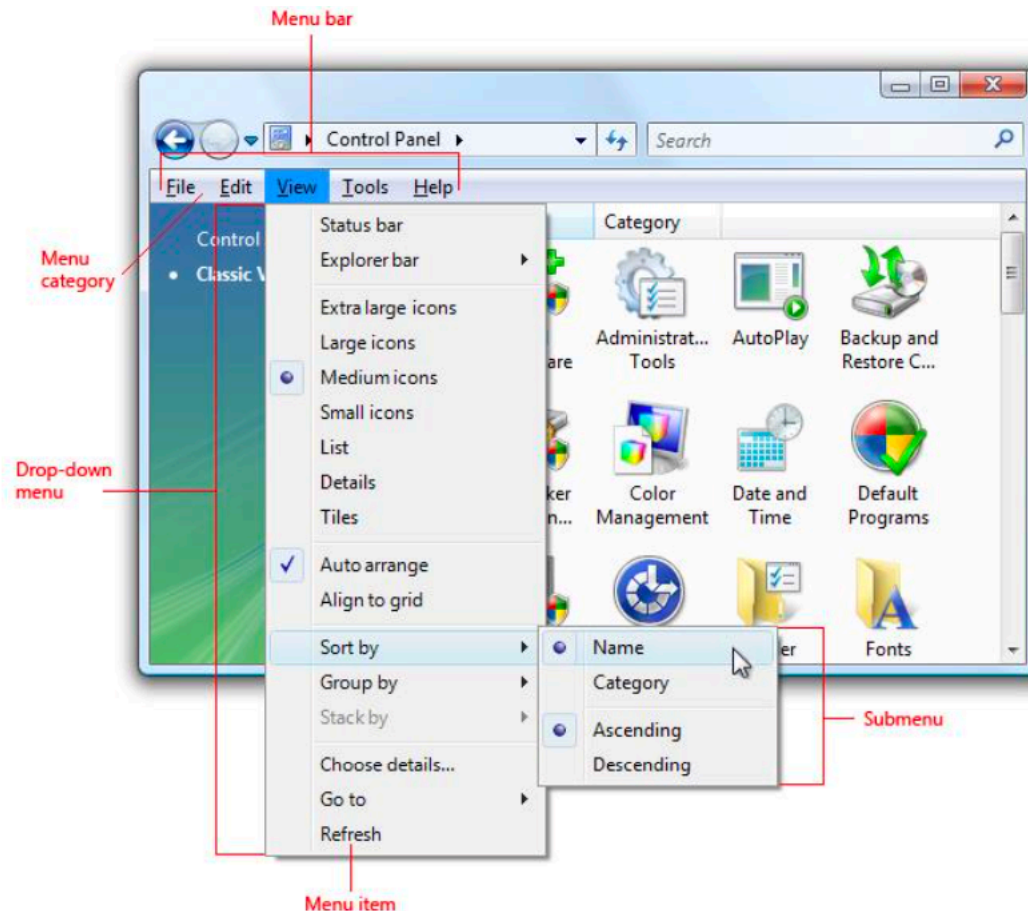 Menu bar
Control Panel
Search
File Edit View Tools Help
Menu
category
Control
Classic V
Category
Status bar
Explorer bar
Extra large icons
Large icons
Medium icons
Small icons
List
Details
Tiles
Auto arrange
Align to grid
Sort by
Group by
Stack by
Choose details...
Go to
Refresh
Administrat...
Tools
AutoPlay
Backup and
Restore C...
are
ker
n...
Color
Management
Date and
Time
Default
Programs
er
Fonts
Name
Category
Ascending
Descending
Drop-down
menu
Submenu
Menu item